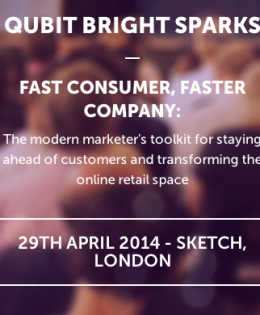 QUBIT BRIGHT SPARKS
FAST CONSUMER, FASTER
COMPANY:
The modern marketer's toolkit for staying
ahead of customers and transforming the
online retail space
29TH APRIL 2014 - SKETCH,
LONDON